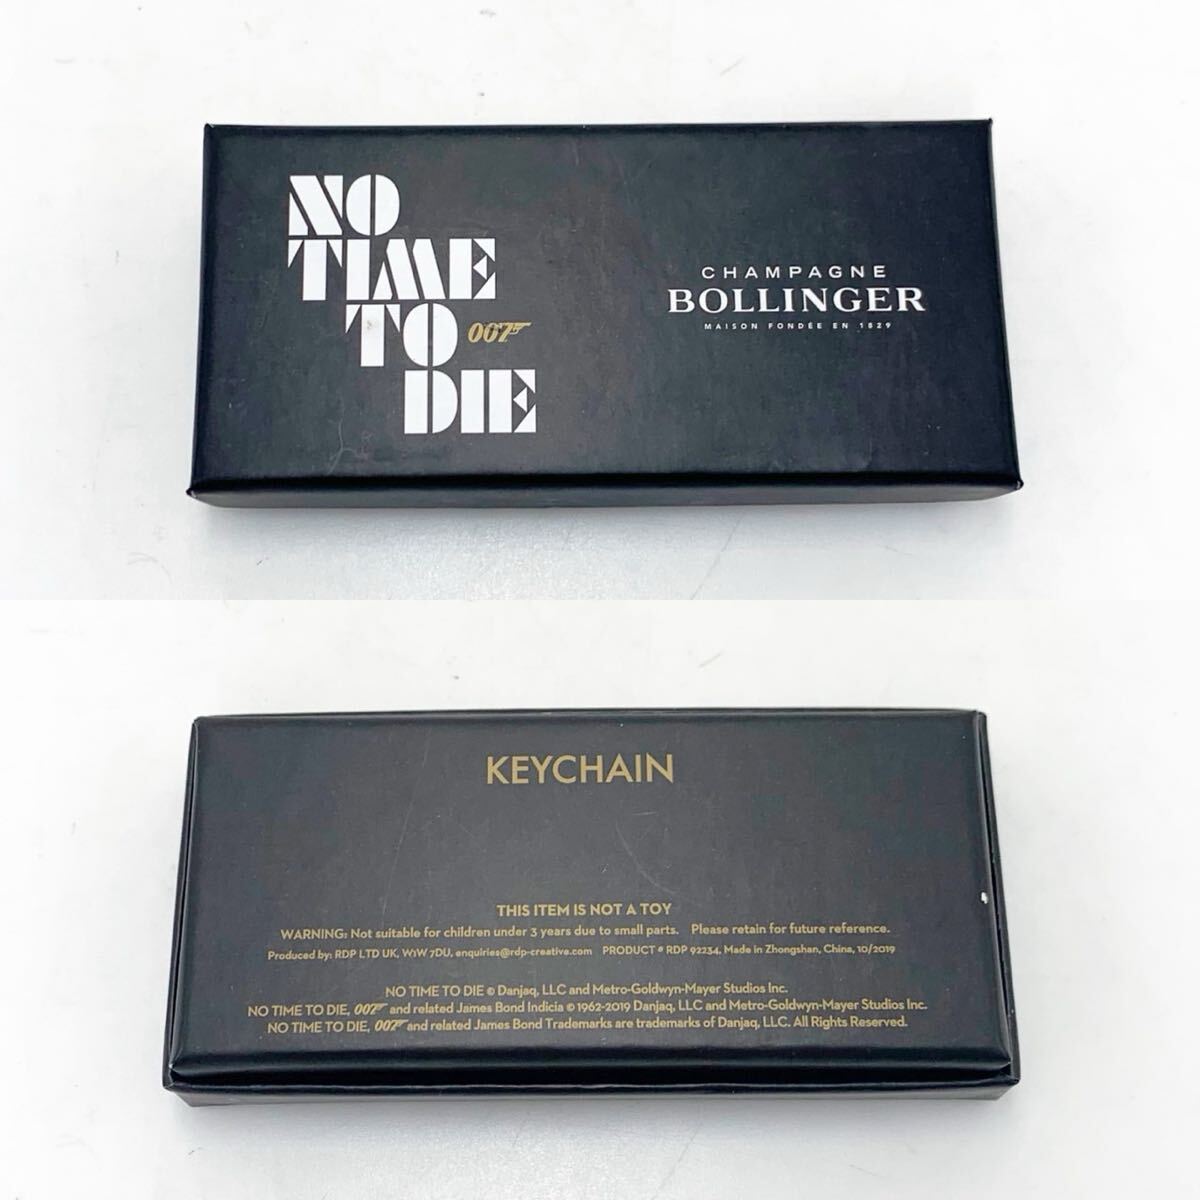 NO
TIME
TO 007
DIE
CHAMPAGNE
BOLLINGER
MAISON FONDÉE EN 1829
KEYCHAIN
THIS ITEM IS NOT A TOY
WARNING: Not suitable for children under 3 years due to small parts. Please retain for future reference.
Produced by: RDP LTD UK, W1W 7DU, enquiries@rdp-creative.com PRODUCT # RDP 92234, Made in Zhongshan, China, 10/2019
NO TIME TO DIE © Danjaq, LLC and Metro-Goldwyn-Mayer Studios Inc.
NO TIME TO DIE, 007 and related James Bond Indicia © 1962-2019 Danjaq, LLC and Metro-Goldwyn-Mayer Studios Inc.
NO TIME TO DIE, 007 and related James Bond Trademarks are trademarks of Danjaq, LLC. All Rights Reserved.